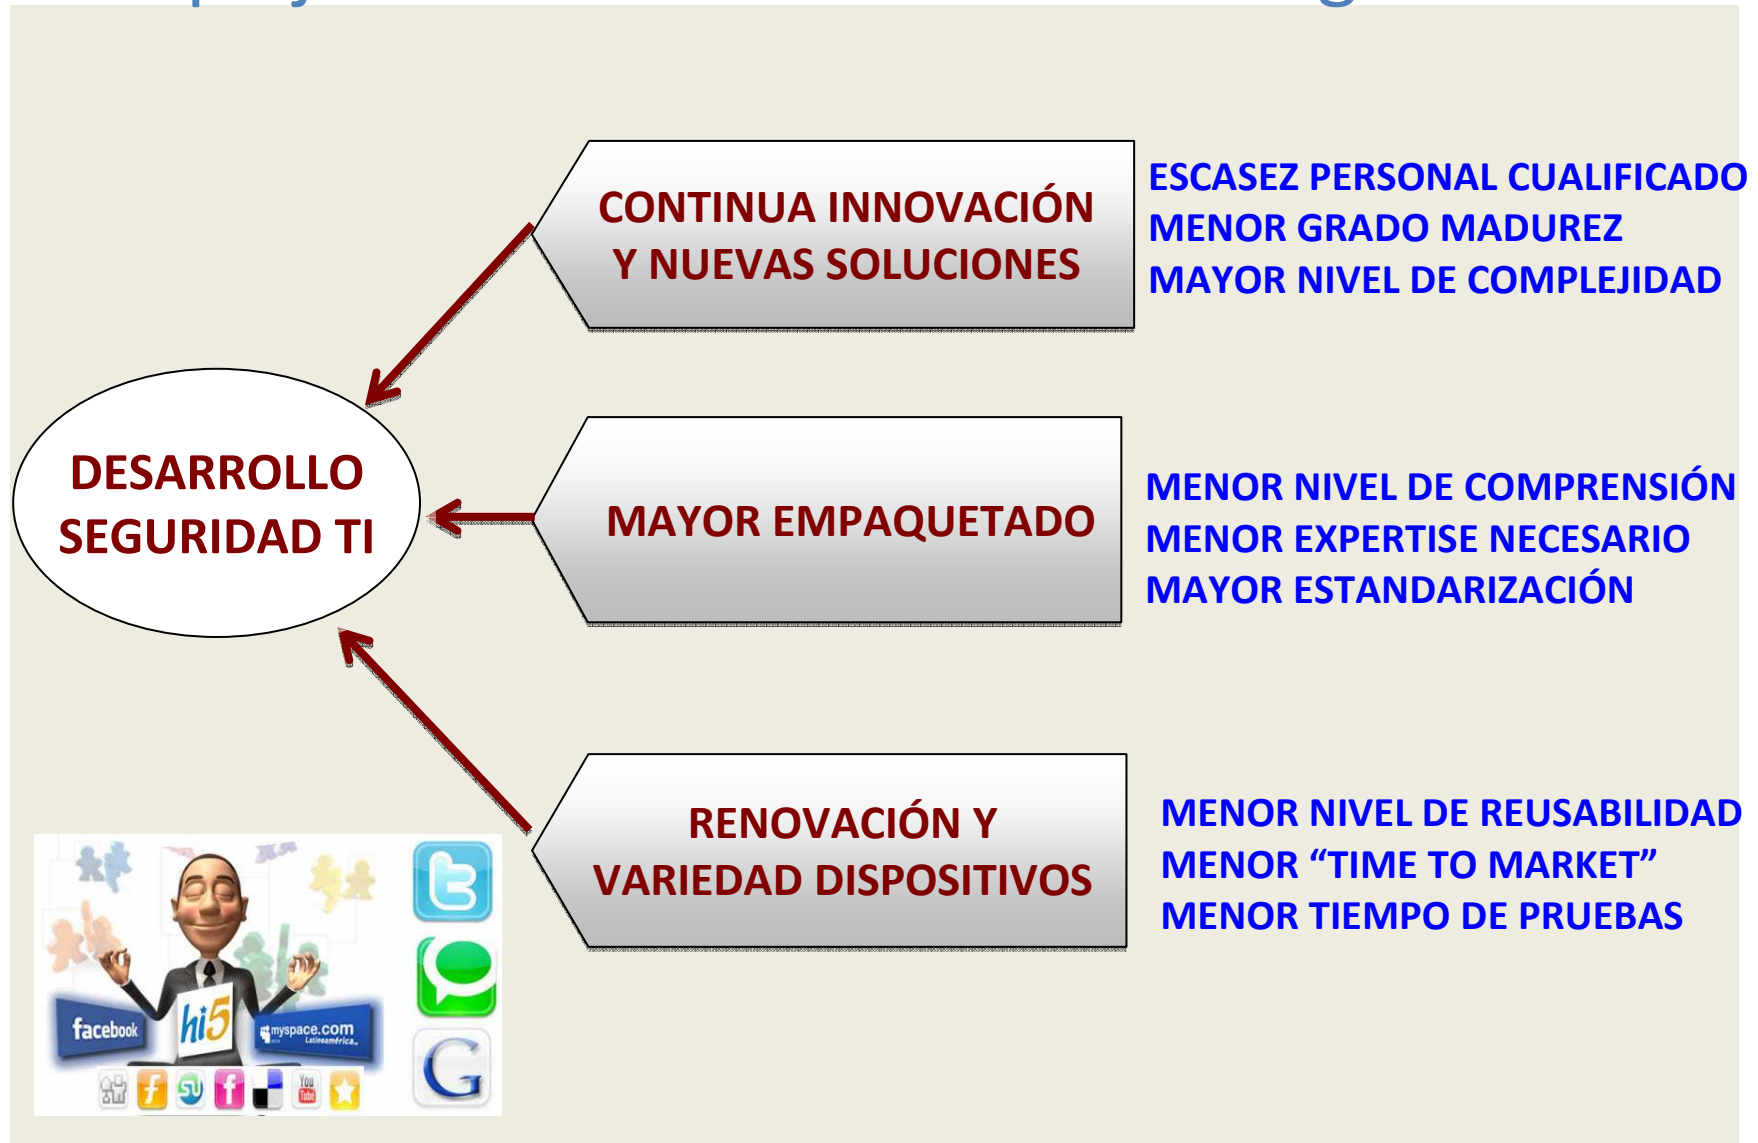 CONTINUA INNOVACIÓN
Y NUEVAS SOLUCIONES
ESCASEZ PERSONAL CUALIFICADO
MENOR GRADO MADUREZ
MAYOR NIVEL DE COMPLEJIDAD
DESARROLLO
SEGURIDAD TI
MAYOR EMPAQUETADO
MENOR NIVEL DE COMPRENSIÓN
MENOR EXPERTISE NECESARIO
MAYOR ESTANDARIZACIÓN
RENOVACIÓN Y
VARIEDAD DISPOSITIVOS
MENOR NIVEL DE REUSABILIDAD
MENOR “TIME TO MARKET”
MENOR TIEMPO DE PRUEBAS
facebook
hi5
myspace.com
Latinoamérica
You
Tube
G